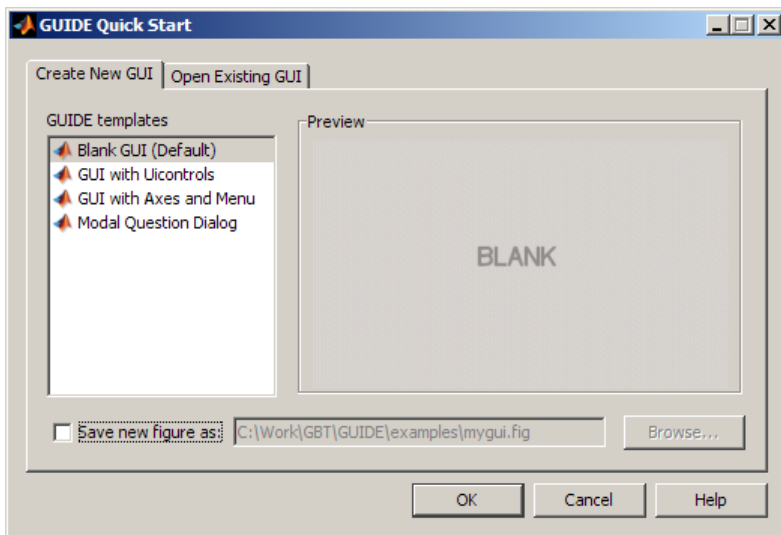 GUIDE Quick Start
Create New GUI
Open Existing GUI
GUIDE templates
Blank GUI (Default)
GUI with Uicontrols
GUI with Axes and Menu
Modal Question Dialog
Preview
BLANK
Save new figure as:
C:\Work\GBT\GUIDE\examples\mygui.fig
Browse...
OK
Cancel
Help